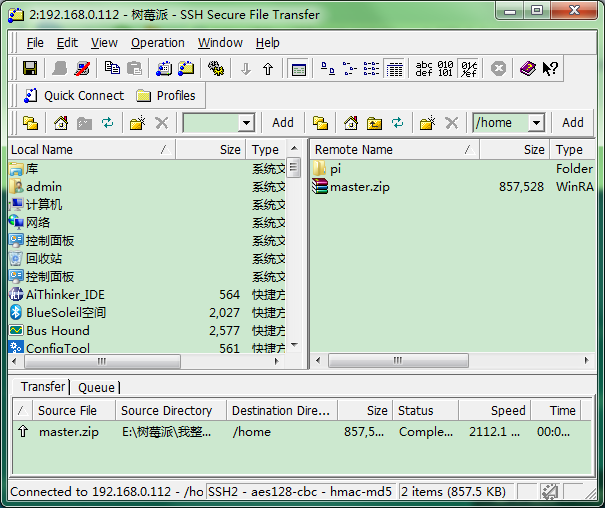 2:192.168.0.112 - 树莓派 - SSH Secure File Transfer
File Edit View Operation Window Help
abc def 010 101
Quick Connect Profiles
Add /home Add
Local Name / Size Type Remote Name / Size Type
库 系统文 pi Folder
admin 系统文 master.zip 857,528 WinRA
计算机 系统文
网络 系统文
控制面板 系统文
回收站 系统文
控制面板 系统文
AiThinker_IDE 564 快捷方
BlueSoleil空间 2,027 快捷方
Bus Hound 2,577 快捷方
ConfigTool 561 快捷方
Transfer Queue
/ Source File Source Directory Destination Dire... Size Status Speed Time
master.zip E:\树莓派\我整... /home 857,5... Comple... 2112.1 ... 00:0...
Connected to 192.168.0.112 - /ho SSH2 - aes128-cbc - hmac-md5 2 items (857.5 KB)